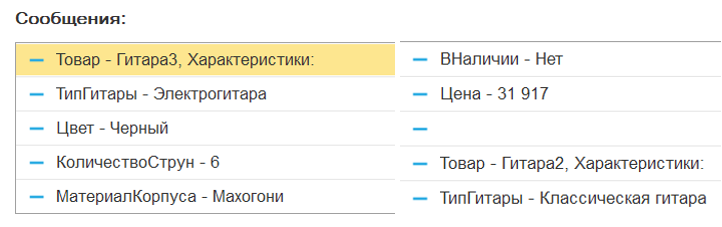 Сообщения:
— Товар - Гитара3, Характеристики:
— ТипГитары - Электрогитара
— Цвет - Черный
— КоличествоСтрун - 6
— МатериалКорпуса - Махогони
— ВНаличии - Нет
— Цена - 31 917
—
— Товар - Гитара2, Характеристики:
— ТипГитары - Классическая гитара